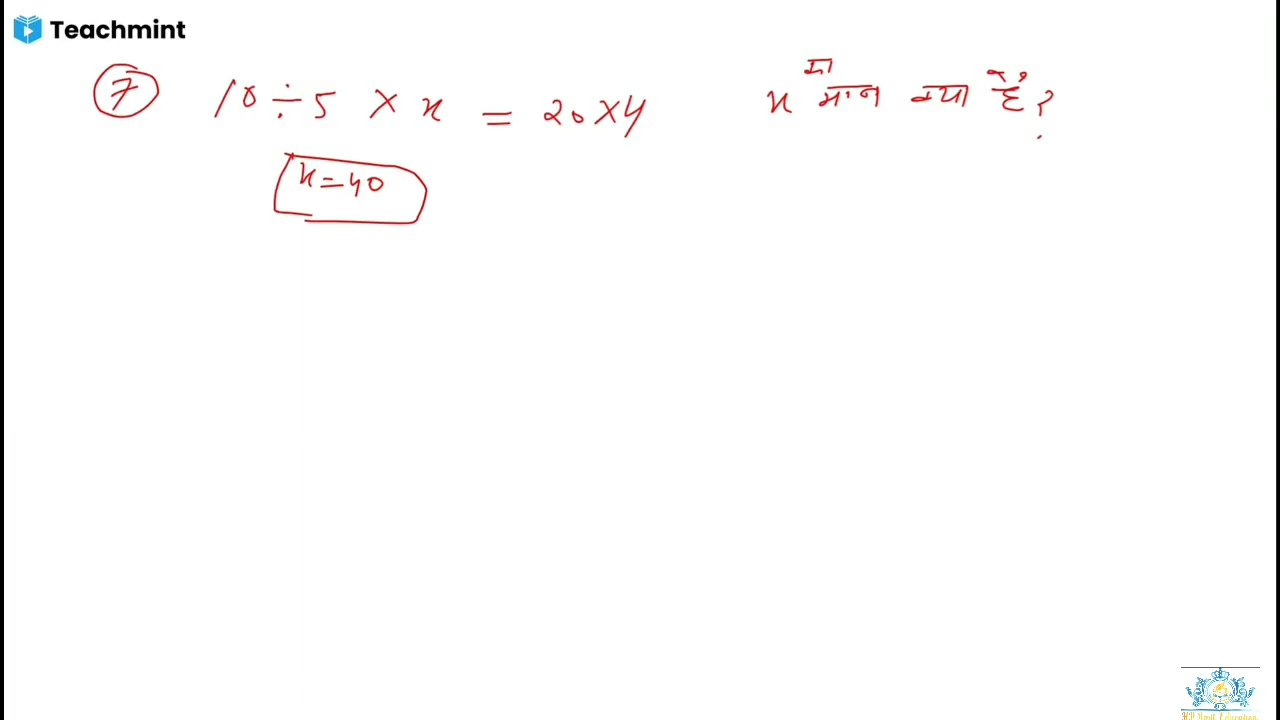 Teachmint
7 10 ÷ 5 × x = 20 × 4 x का मान क्या है ?
x = 40